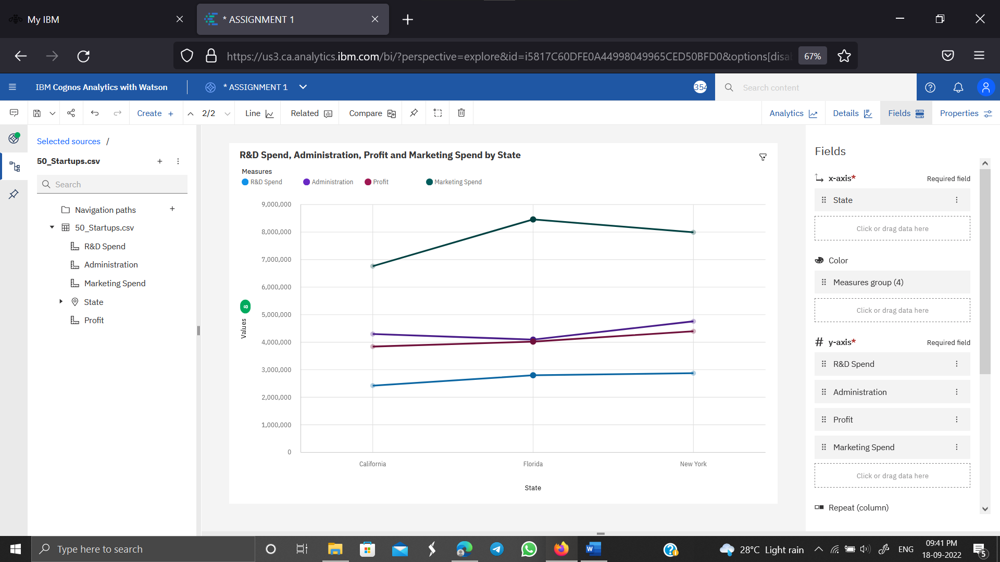 My IBM
* ASSIGNMENT 1
https://us3.ca.analytics.ibm.com/bi/?perspective=explore&id=i5817C60DFE0A44998049965CED50BFD0&options[disa
67%
IBM Cognos Analytics with Watson
* ASSIGNMENT 1
354
Search content
Create
2/2
Line
Related
Compare
Analytics
Details
Fields
Properties
Selected sources /
50_Startups.csv
Search
Navigation paths
50_Startups.csv
R&D Spend
Administration
Marketing Spend
State
Profit
R&D Spend, Administration, Profit and Marketing Spend by State
Measures
R&D Spend
Administration
Profit
Marketing Spend
9,000,000
8,000,000
7,000,000
6,000,000
5,000,000
4,000,000
3,000,000
2,000,000
1,000,000
0
Values
8
California
Florida
New York
State
Fields
x-axis*
Required field
State
Click or drag data here
Color
Measures group (4)
Click or drag data here
y-axis*
Required field
R&D Spend
Administration
Profit
Marketing Spend
Click or drag data here
Repeat (column)
Type here to search
28°C Light rain
ENG
09:41 PM
18-09-2022
5